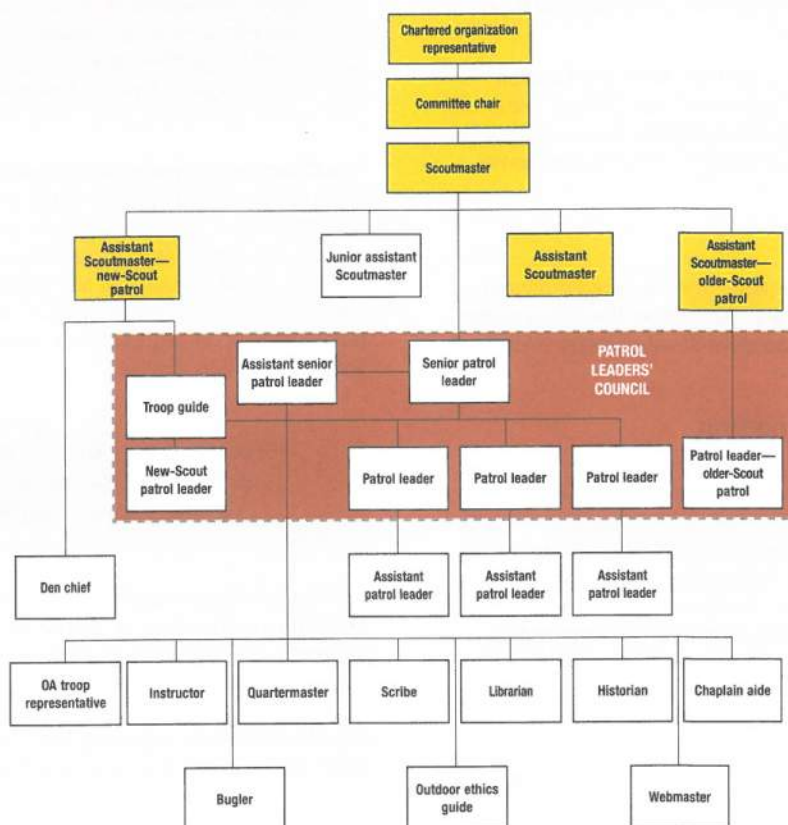 Chartered organization
representative
Committee chair
Scoutmaster
Assistant
Scoutmaster—
new-Scout
patrol
Junior assistant
Scoutmaster
Assistant
Scoutmaster
Assistant
Scoutmaster—
older-Scout
patrol
PATROL
LEADERS'
COUNCIL
Assistant senior
patrol leader
Senior patrol
leader
Troop guide
New-Scout
patrol leader
Patrol leader
Patrol leader
Patrol leader
Patrol leader—
older-Scout
patrol
Den chief
Assistant
patrol leader
Assistant
patrol leader
Assistant
patrol leader
OA troop
representative
Instructor
Quartermaster
Scribe
Librarian
Historian
Chaplain aide
Bugler
Outdoor ethics
guide
Webmaster